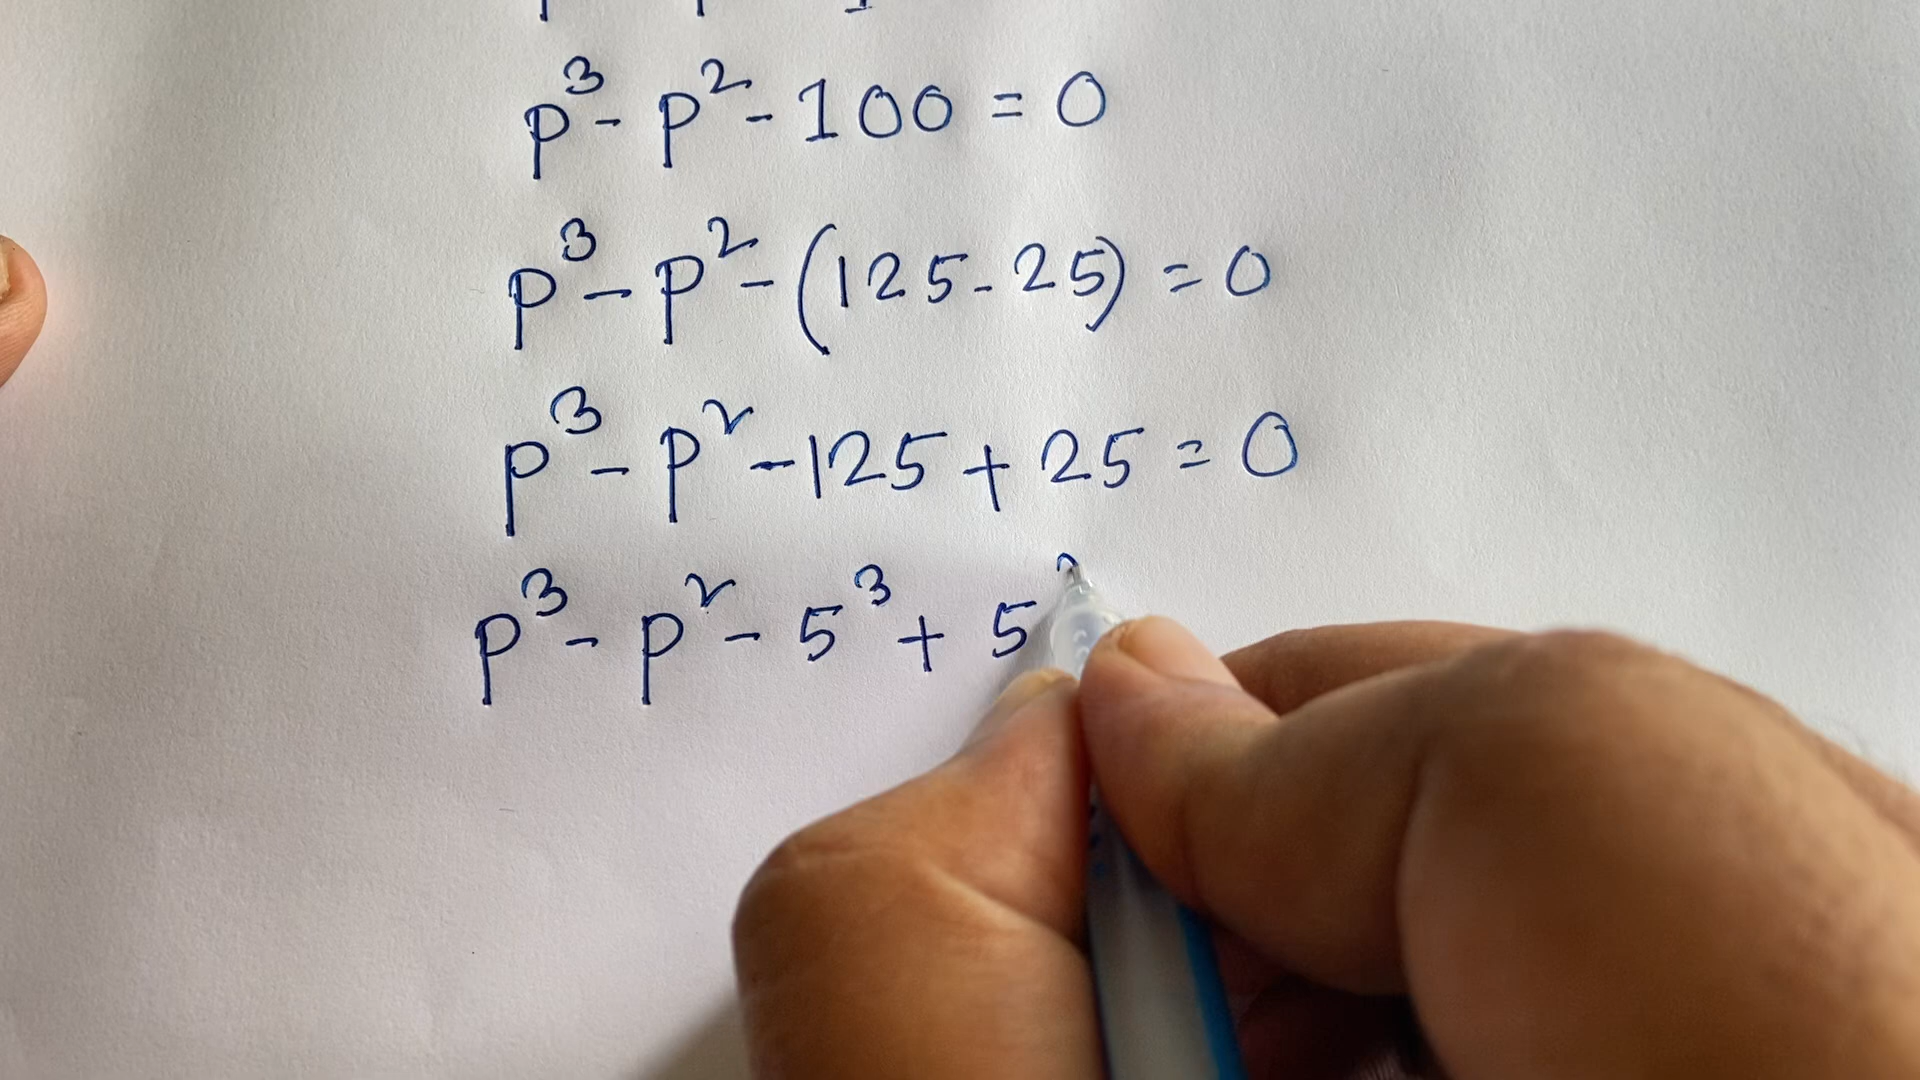 p³ - p² - 100 = 0
p³ - p² - (125 - 25) = 0
p³ - p² - 125 + 25 = 0
p³ - p² - 5³ + 5